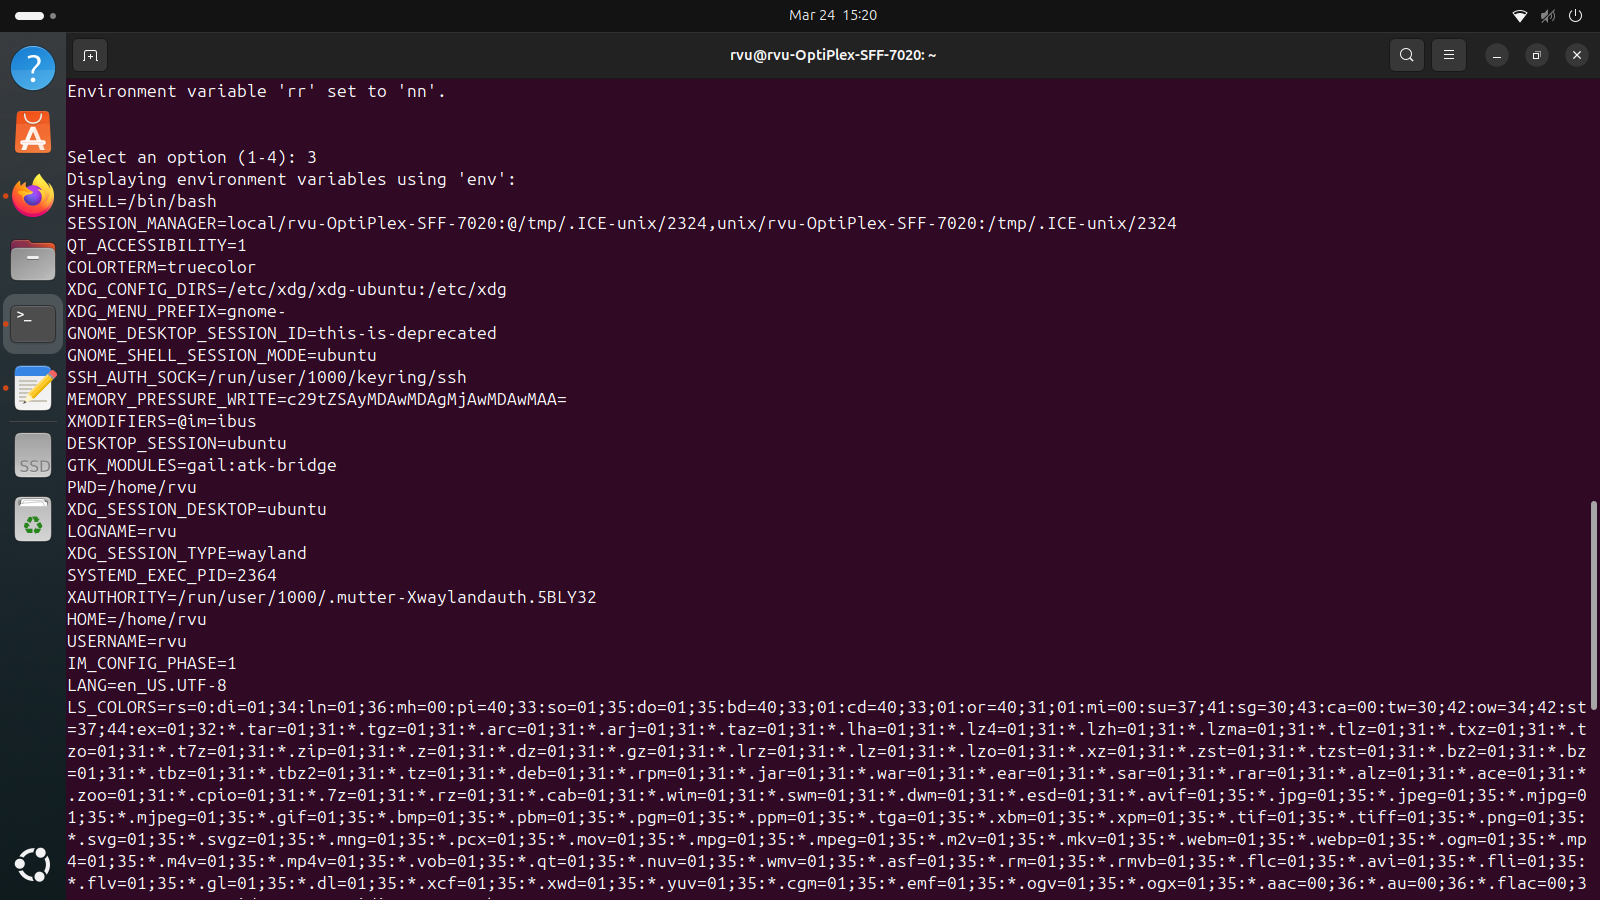 Mar 24 15:20
rvu@rvu-OptiPlex-SFF-7020: ~
Environment variable 'rr' set to 'nn'.
Select an option (1-4): 3
Displaying environment variables using 'env':
SHELL=/bin/bash
SESSION_MANAGER=local/rvu-OptiPlex-SFF-7020:@/tmp/.ICE-unix/2324,unix/rvu-OptiPlex-SFF-7020:/tmp/.ICE-unix/2324
QT_ACCESSIBILITY=1
COLORTERM=truecolor
XDG_CONFIG_DIRS=/etc/xdg/xdg-ubuntu:/etc/xdg
XDG_MENU_PREFIX=gnome-
GNOME_DESKTOP_SESSION_ID=this-is-deprecated
GNOME_SHELL_SESSION_MODE=ubuntu
SSH_AUTH_SOCK=/run/user/1000/keyring/ssh
MEMORY_PRESSURE_WRITE=c29tZSAyMDAwMDAgMjAwMDAwMAA=
XMODIFIERS=@im=ibus
DESKTOP_SESSION=ubuntu
GTK_MODULES=gail:atk-bridge
PWD=/home/rvu
XDG_SESSION_DESKTOP=ubuntu
LOGNAME=rvu
XDG_SESSION_TYPE=wayland
SYSTEMD_EXEC_PID=2364
XAUTHORITY=/run/user/1000/.mutter-Xwaylandauth.5BLY32
HOME=/home/rvu
USERNAME=rvu
IM_CONFIG_PHASE=1
LANG=en_US.UTF-8
LS_COLORS=rs=0:di=01;34:ln=01;36:mh=00:pi=40;33:so=01;35:do=01;35:bd=40;33;01:cd=40;33;01:or=40;31;01:mi=00:su=37;41:sg=30;43:ca=00:tw=30;42:ow=34;42:st
=37;44:ex=01;32:*.tar=01;31:*.tgz=01;31:*.arc=01;31:*.arj=01;31:*.taz=01;31:*.lha=01;31:*.lz4=01;31:*.lzh=01;31:*.lzma=01;31:*.tlz=01;31:*.txz=01;31:*.t
zo=01;31:*.t7z=01;31:*.zip=01;31:*.z=01;31:*.dz=01;31:*.gz=01;31:*.lrz=01;31:*.lz=01;31:*.lzo=01;31:*.xz=01;31:*.zst=01;31:*.tzst=01;31:*.bz2=01;31:*.bz
=01;31:*.tbz=01;31:*.tbz2=01;31:*.tz=01;31:*.deb=01;31:*.rpm=01;31:*.jar=01;31:*.war=01;31:*.ear=01;31:*.sar=01;31:*.rar=01;31:*.alz=01;31:*.ace=01;31:*
.zoo=01;31:*.cpio=01;31:*.7z=01;31:*.rz=01;31:*.cab=01;31:*.wim=01;31:*.swm=01;31:*.dwm=01;31:*.esd=01;31:*.avif=01;35:*.jpg=01;35:*.jpeg=01;35:*.mjpg=0
1;35:*.mjpeg=01;35:*.gif=01;35:*.bmp=01;35:*.pbm=01;35:*.pgm=01;35:*.ppm=01;35:*.tga=01;35:*.xbm=01;35:*.xpm=01;35:*.tif=01;35:*.tiff=01;35:*.png=01;35:
*.svg=01;35:*.svgz=01;35:*.mng=01;35:*.pcx=01;35:*.mov=01;35:*.mpg=01;35:*.mpeg=01;35:*.m2v=01;35:*.mkv=01;35:*.webm=01;35:*.webp=01;35:*.ogm=01;35:*.mp
4=01;35:*.m4v=01;35:*.mp4v=01;35:*.vob=01;35:*.qt=01;35:*.nuv=01;35:*.wmv=01;35:*.asf=01;35:*.rm=01;35:*.rmvb=01;35:*.flc=01;35:*.avi=01;35:*.fli=01;35:
*.flv=01;35:*.gl=01;35:*.dl=01;35:*.xcf=01;35:*.xwd=01;35:*.yuv=01;35:*.cgm=01;35:*.emf=01;35:*.ogv=01;35:*.ogx=01;35:*.aac=00;36:*.au=00;36:*.flac=00;3
SSD